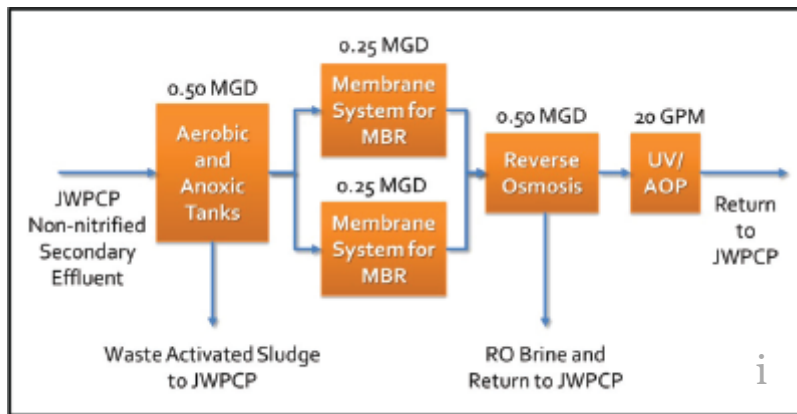 0.50 MGD
Aerobic
and
Anoxic
Tanks
JWPCP
Non-nitrified
Secondary
Effluent
Waste Activated Sludge
to JWPCP
0.25 MGD
Membrane
System for
MBR
0.25 MGD
Membrane
System for
MBR
0.50 MGD
Reverse
Osmosis
RO Brine and
Return to JWPCP
20 GPM
UV/
AOP
Return
to
JWPCP
i